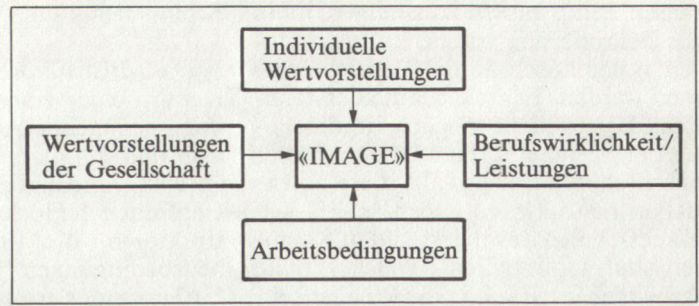 Individuelle
Wertvorstellungen
Wertvorstellungen
der Gesellschaft
«IMAGE»
Berufswirklichkeit/
Leistungen
Arbeitsbedingungen